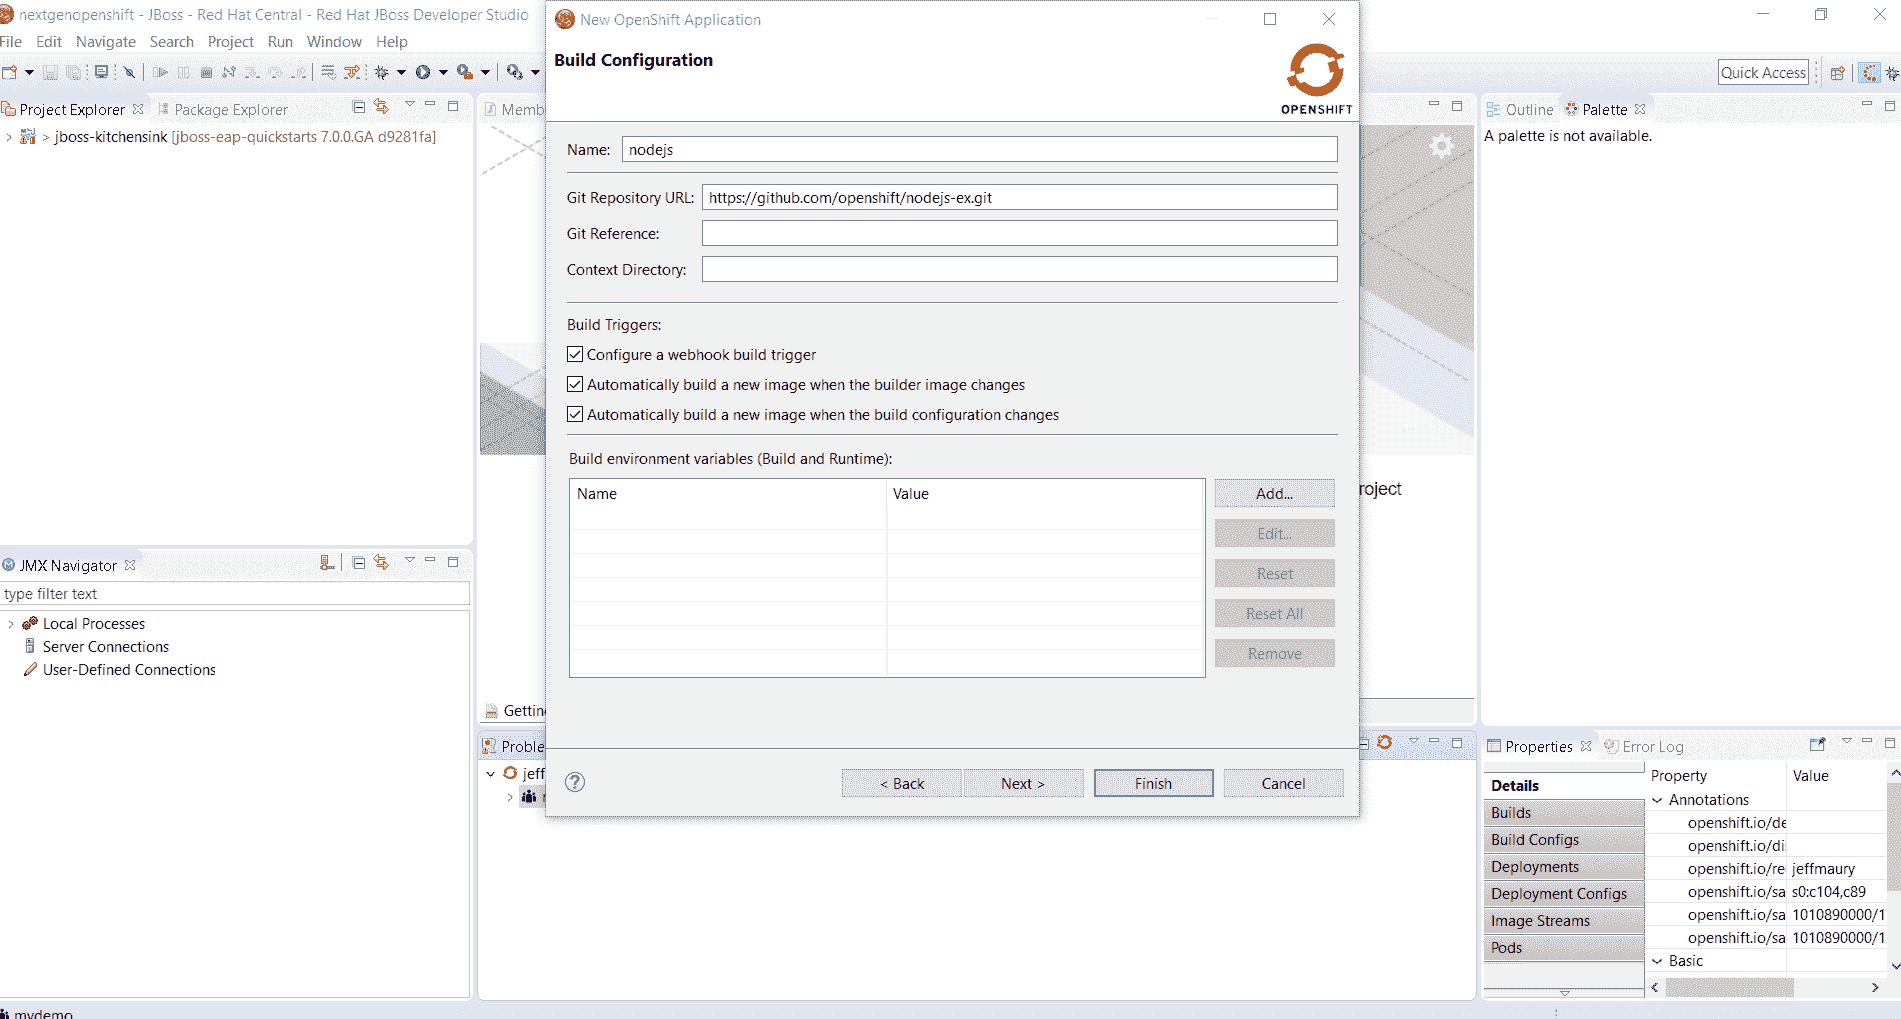 nextgenopenshift - JBoss - Red Hat Central - Red Hat JBoss Developer Studio
File Edit Navigate Search Project Run Window Help
Quick Access
Project Explorer
Package Explorer
> jboss-kitchensink [jboss-eap-quickstarts 7.0.0.GA d9281fa]
JMX Navigator
type filter text
Local Processes
Server Connections
User-Defined Connections
mydemo
New OpenShift Application
Build Configuration
OPENSHIFT
Name: nodejs
Git Repository URL: https://github.com/openshift/nodejs-ex.git
Git Reference:
Context Directory:
Build Triggers:
Configure a webhook build trigger
Automatically build a new image when the builder image changes
Automatically build a new image when the build configuration changes
Build environment variables (Build and Runtime):
Name Value
Add...
Edit...
Reset
Reset All
Remove
< Back Next > Finish Cancel
Memb
roject
Gettin
Proble
jeff
Outline Palette
A palette is not available.
Properties Error Log
Details
Builds
Build Configs
Deployments
Deployment Configs
Image Streams
Pods
Property Value
Annotations
openshift.io/de
openshift.io/di
openshift.io/re jeffmaury
openshift.io/sa s0:c104,c89
openshift.io/sa 1010890000/1
openshift.io/sa 1010890000/1
Basic